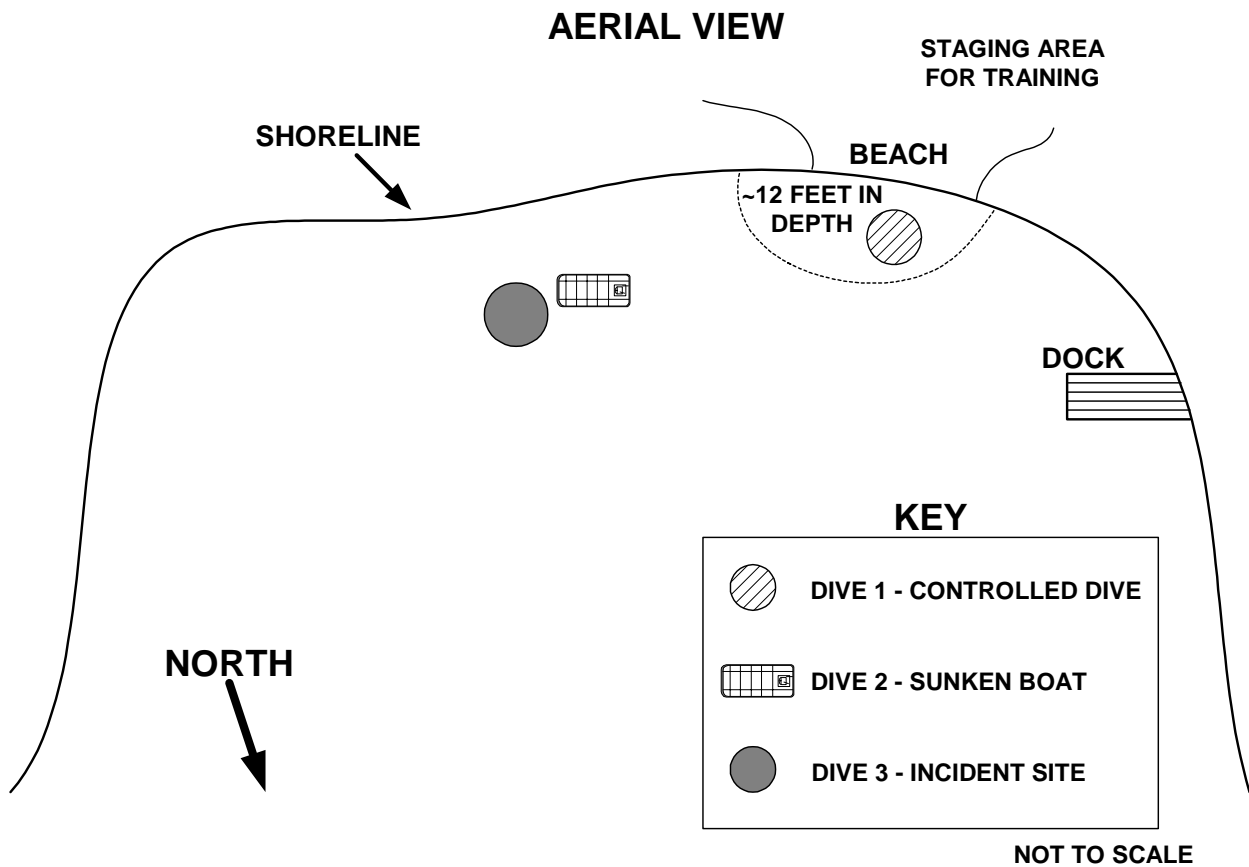 AERIAL VIEW
STAGING AREA
FOR TRAINING
SHORELINE
BEACH
~12 FEET IN
DEPTH
DOCK
KEY
DIVE 1 - CONTROLLED DIVE
DIVE 2 - SUNKEN BOAT
DIVE 3 - INCIDENT SITE
NORTH
NOT TO SCALE